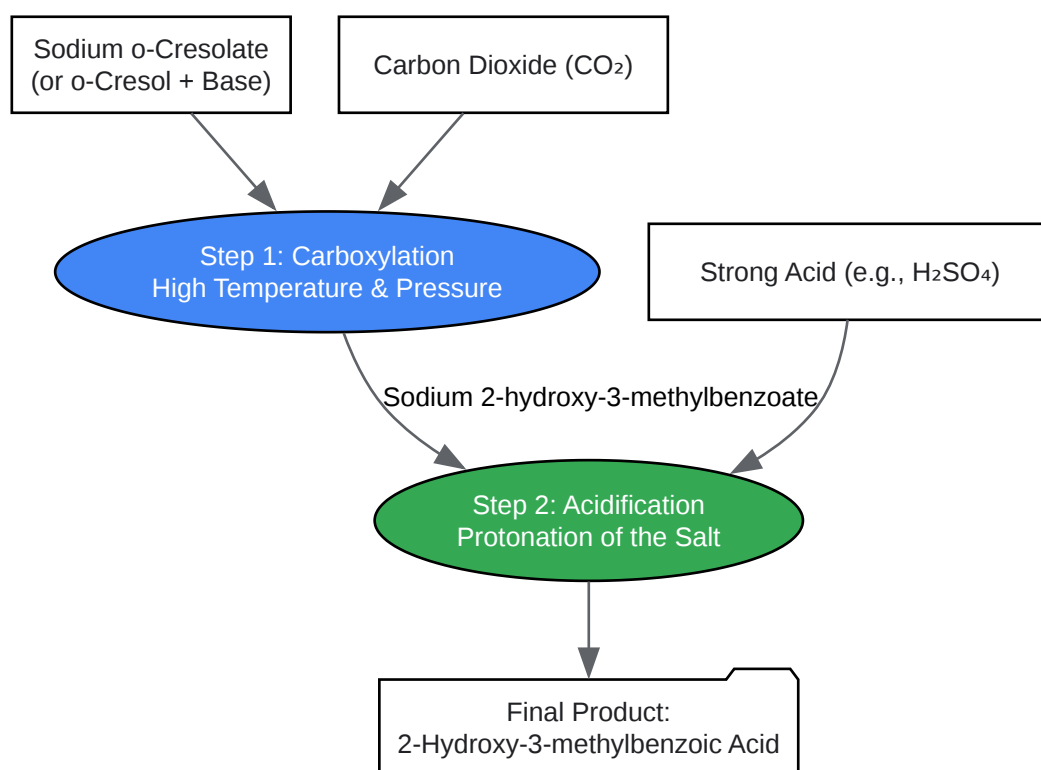 Sodium o-Cresolate
(or o-Cresol + Base)
Carbon Dioxide (CO₂)
Step 1: Carboxylation
High Temperature & Pressure
Strong Acid (e.g., H₂SO₄)
Sodium 2-hydroxy-3-methylbenzoate
Step 2: Acidification
Protonation of the Salt
Final Product:
2-Hydroxy-3-methylbenzoic Acid